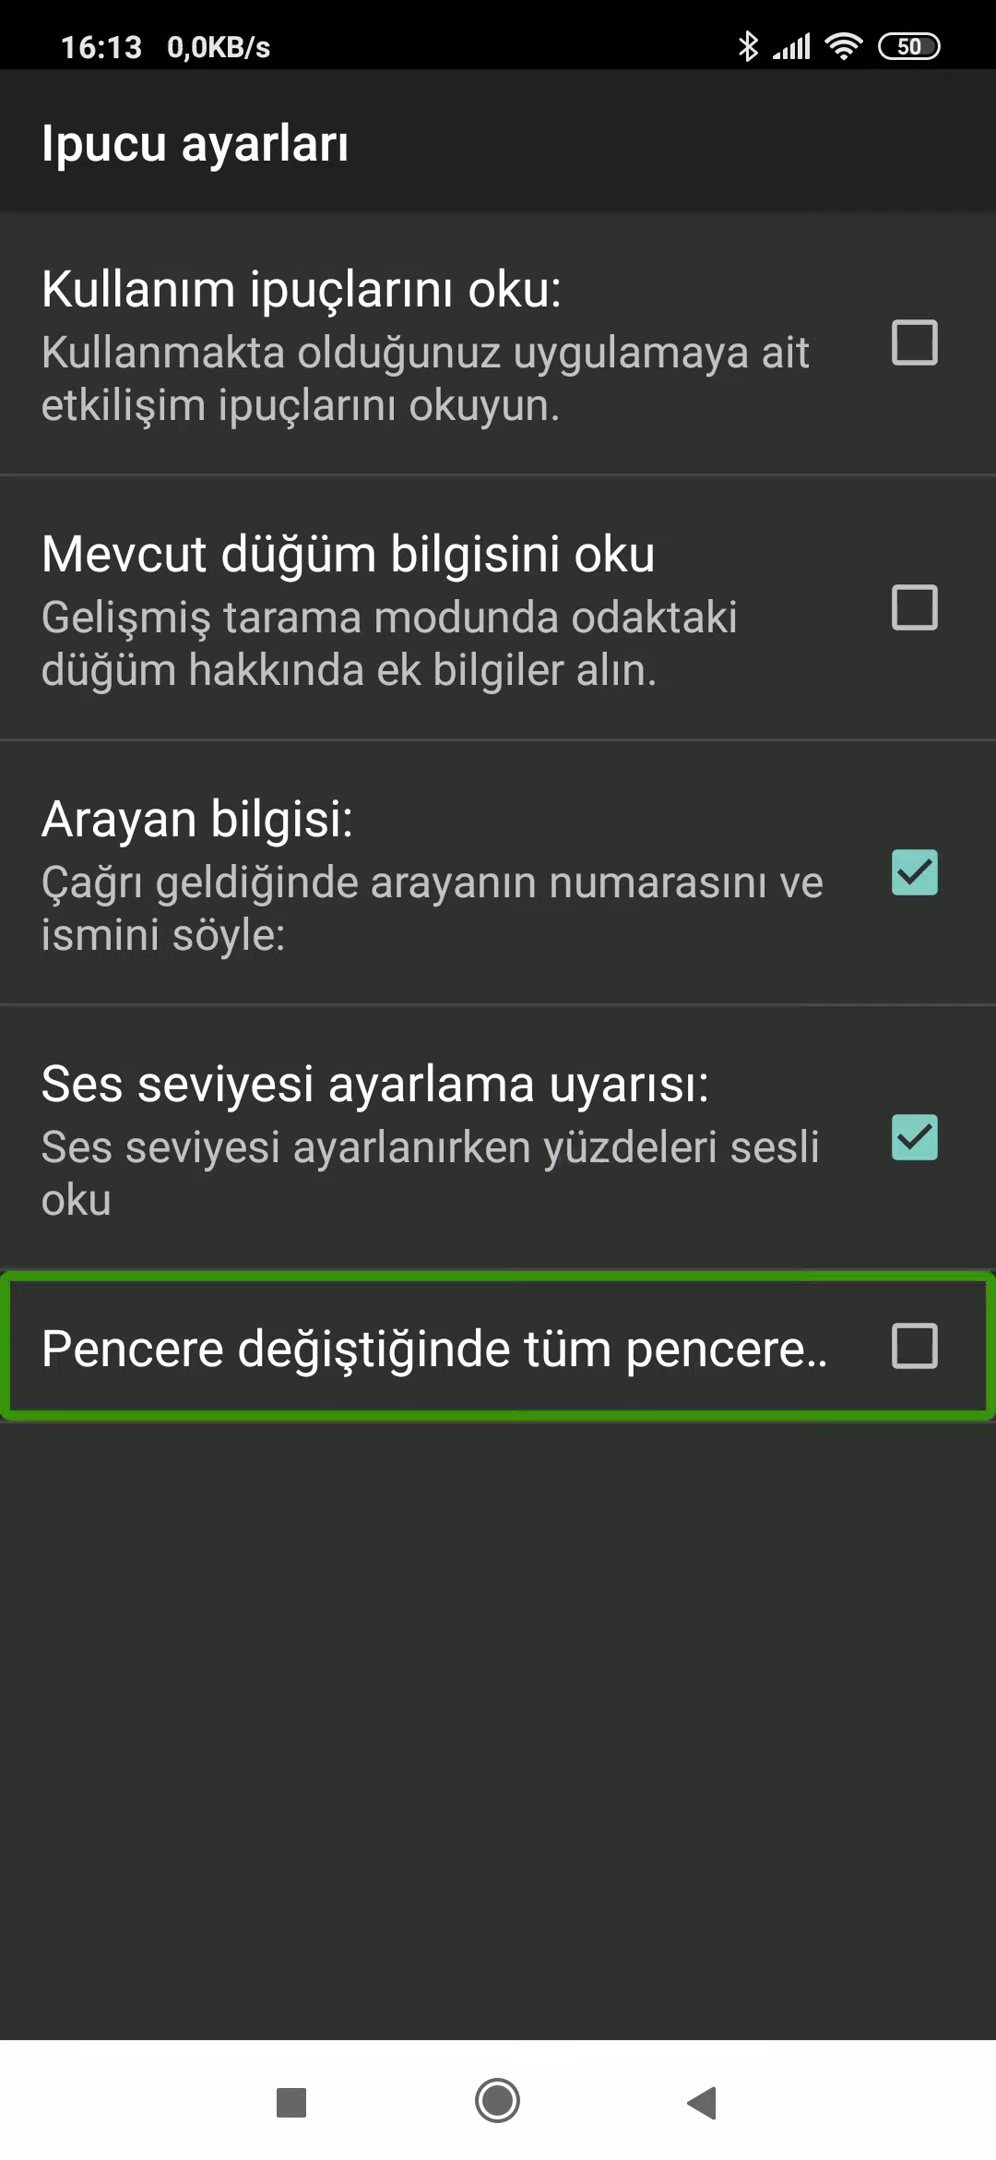 16:13 0,0KB/s 50
Ipucu ayarları
Kullanım ipuçlarını oku:
Kullanmakta olduğunuz uygulamaya ait
etkilişim ipuçlarını okuyun.
Mevcut düğüm bilgisini oku
Gelişmiş tarama modunda odaktaki
düğüm hakkında ek bilgiler alın.
Arayan bilgisi:
Çağrı geldiğinde arayanın numarasını ve
ismini söyle:
Ses seviyesi ayarlama uyarısı:
Ses seviyesi ayarlanırken yüzdeleri sesli
oku
Pencere değiştiğinde tüm pencere..